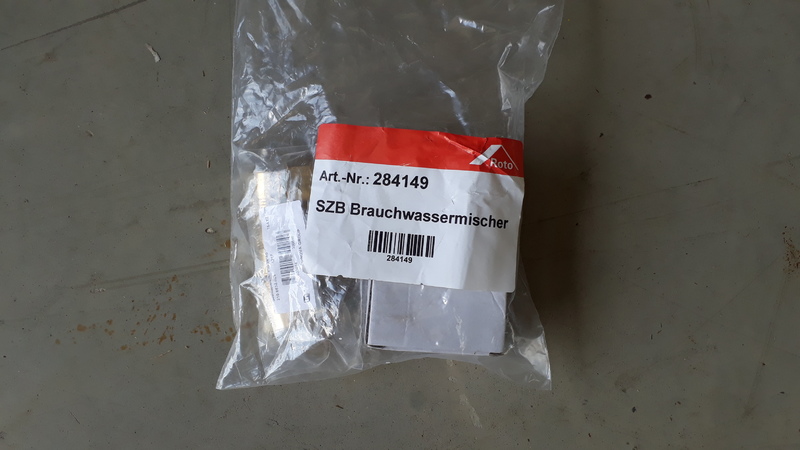 Roto
Art.-Nr.: 284149
SZB Brauchwassermischer
284149